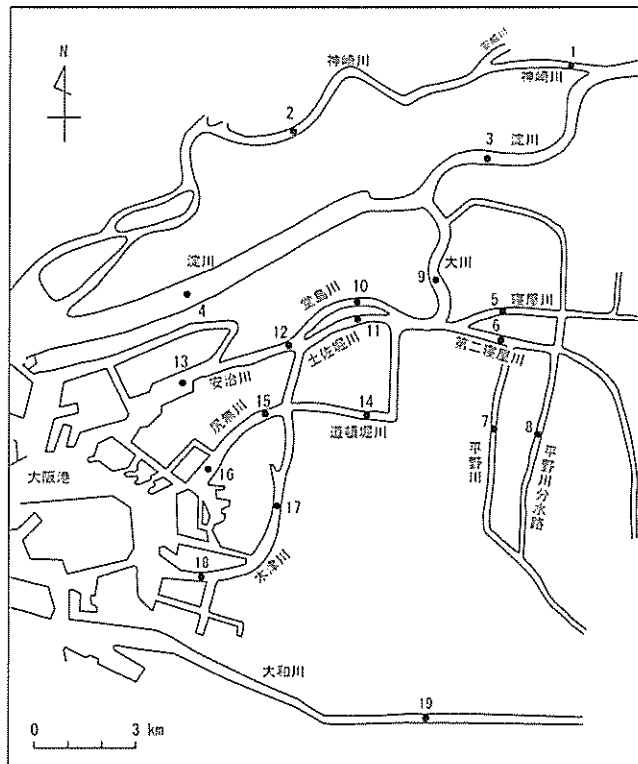 N
神崎川
安威川
1
神崎川
2
3
淀川
淀川
4
大川
9
堂島川
10
11
土佐堀川
5
寝屋川
6
第二寝屋川
12
13
安治川
尻無川
15
14
道頓堀川
7
平野川
8
平野川分水路
16
大阪港
17
18
木津川
大和川
19
0 3 km